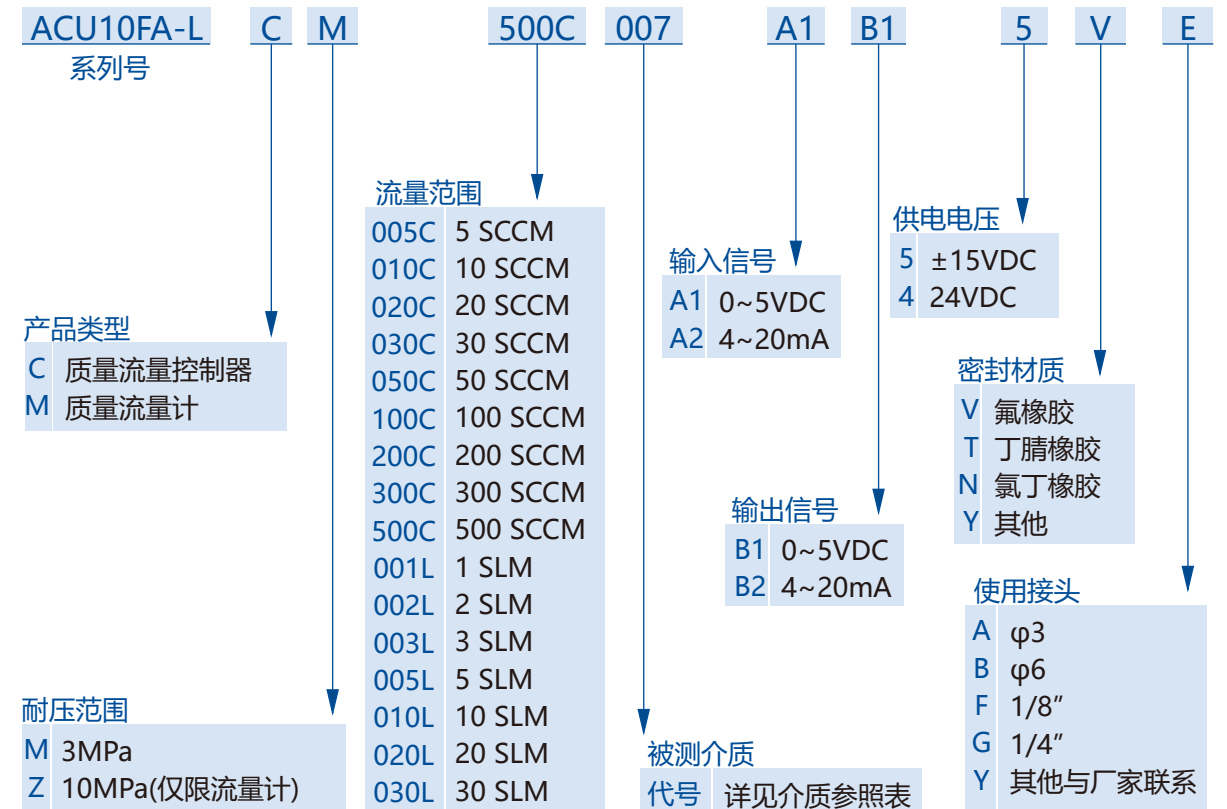 ACU10FA-L C M 500C 007 A1 B1 5 V E
系列号
产品类型
C 质量流量控制器
M 质量流量计
耐压范围
M 3MPa
Z 10MPa(仅限流量计)
流量范围
005C 5 SCCM
010C 10 SCCM
020C 20 SCCM
030C 30 SCCM
050C 50 SCCM
100C 100 SCCM
200C 200 SCCM
300C 300 SCCM
500C 500 SCCM
001L 1 SLM
002L 2 SLM
003L 3 SLM
005L 5 SLM
010L 10 SLM
020L 20 SLM
030L 30 SLM
被测介质
代号 详见介质参照表
输入信号
A1 0~5VDC
A2 4~20mA
输出信号
B1 0~5VDC
B2 4~20mA
供电电压
5 ±15VDC
4 24VDC
密封材质
V 氟橡胶
T 丁腈橡胶
N 氯丁橡胶
Y 其他
使用接头
A φ3
B φ6
F 1/8″
G 1/4″
Y 其他与厂家联系